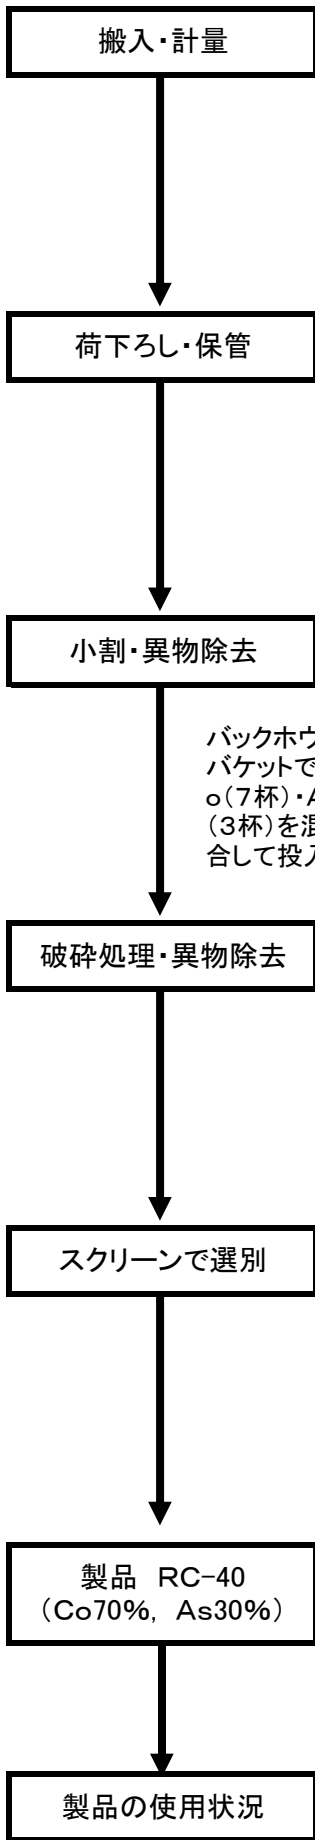 搬入・計量
荷下ろし・保管
小割・異物除去
バックホウ
バケットで
o(7杯)・A
(3杯)を混
合して投入
破砕処理・異物除去
スクリーンで選別
製品　RC-40
(Co70%, As30%)
製品の使用状況